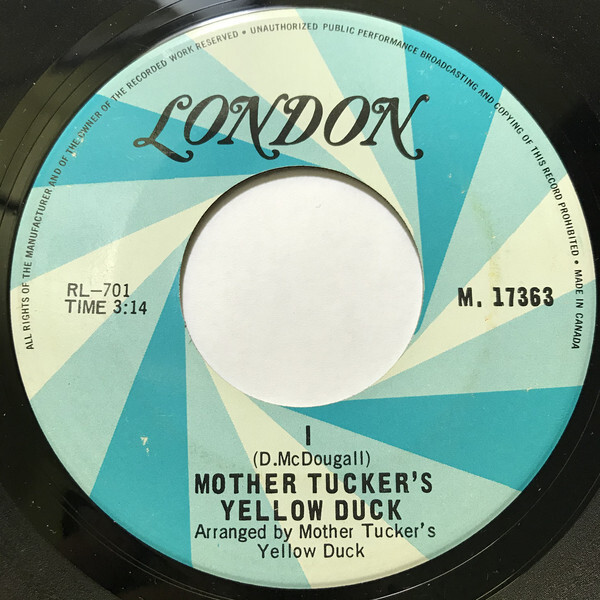 ALL RIGHTS OF THE MANUFACTURER AND OF THE OWNER OF THE RECORDED WORK RESERVED • UNAUTHORIZED PUBLIC PERFORMANCE BROADCASTING AND COPYING OF THIS RECORD PROHIBITED • MADE IN CANADA
LONDON
RL-701
TIME 3:14
M. 17363
I
(D.McDougall)
MOTHER TUCKER'S
YELLOW DUCK
Arranged by Mother Tucker's
Yellow Duck